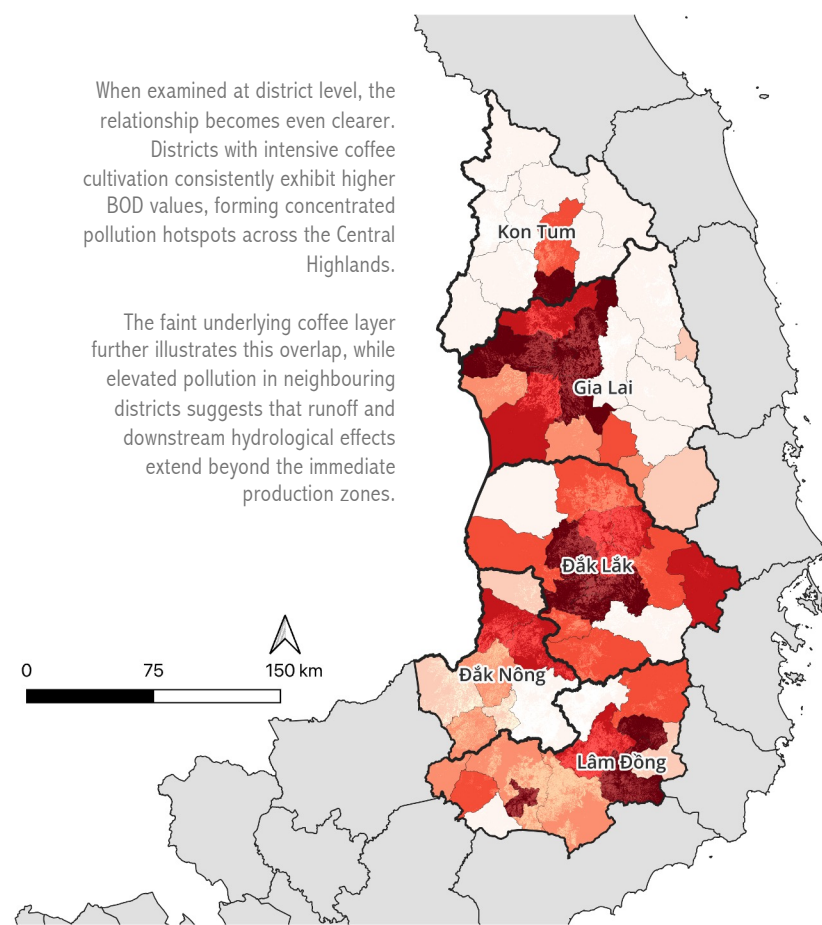 When examined at district level, the
relationship becomes even clearer.
Districts with intensive coffee
cultivation consistently exhibit higher
BOD values, forming concentrated
pollution hotspots across the Central
Highlands.
The faint underlying coffee layer
further illustrates this overlap, while
elevated pollution in neighbouring
districts suggests that runoff and
downstream hydrological effects
extend beyond the immediate
production zones.
Kon Tum
Gia Lai
Đắk Lắk
Đắk Nông
Lâm Đồng
0 75 150 km